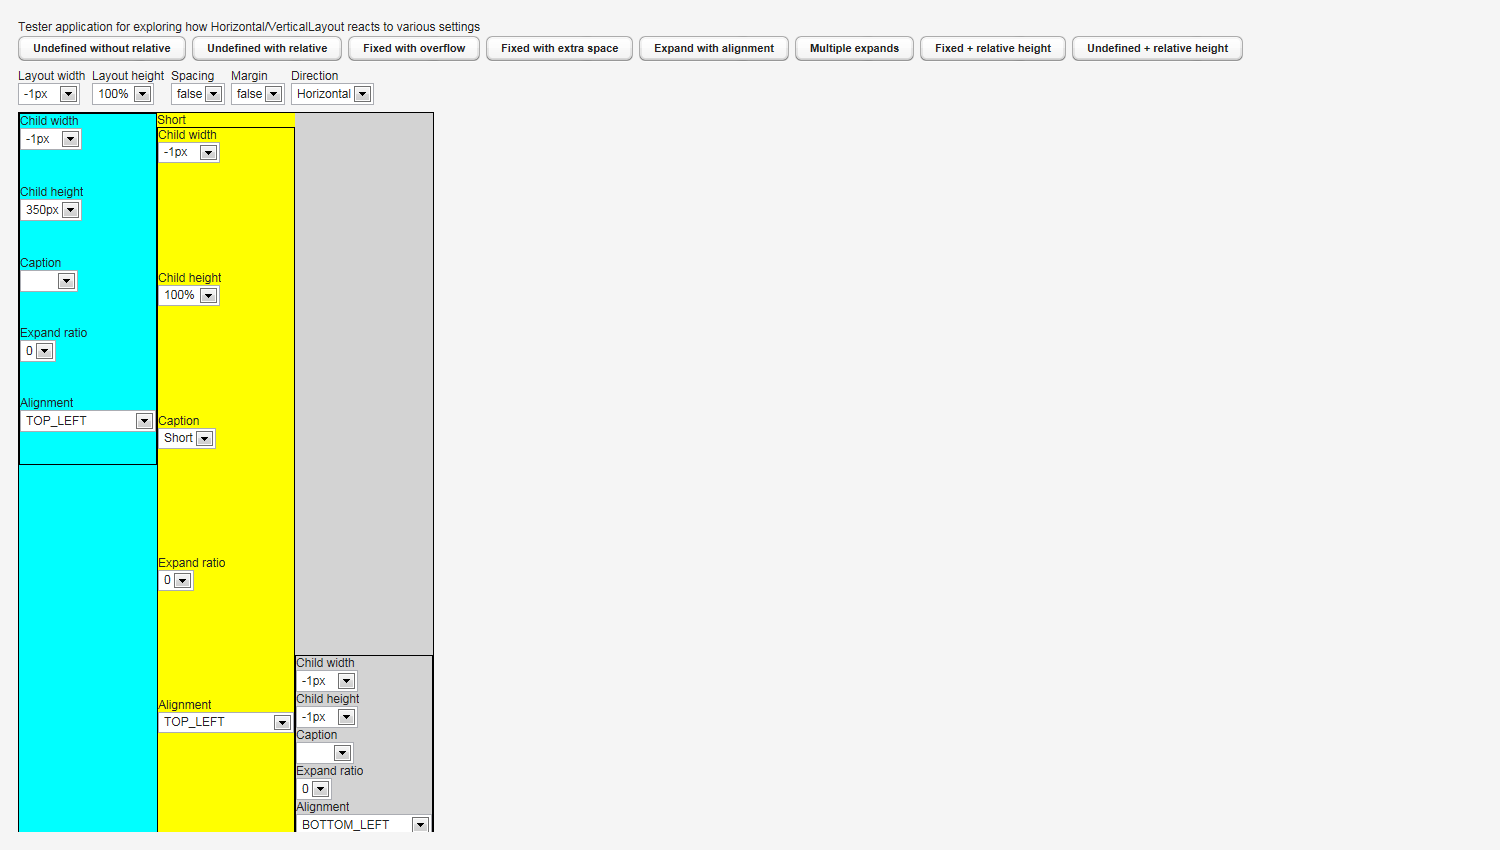 Tester application for exploring how Horizontal/VerticalLayout reacts to various settings
Undefined without relative Undefined with relative Fixed with overflow Fixed with extra space Expand with alignment Multiple expands Fixed + relative height Undefined + relative height
Layout width Layout height Spacing Margin Direction
-1px 100% false false Horizontal
Child width
-1px
Child height
350px
Caption
Expand ratio
0
Alignment
TOP_LEFT
Short
Child width
-1px
Child height
100%
Caption
Short
Expand ratio
0
Alignment
TOP_LEFT
Child width
-1px
Child height
-1px
Caption
Expand ratio
0
Alignment
BOTTOM_LEFT